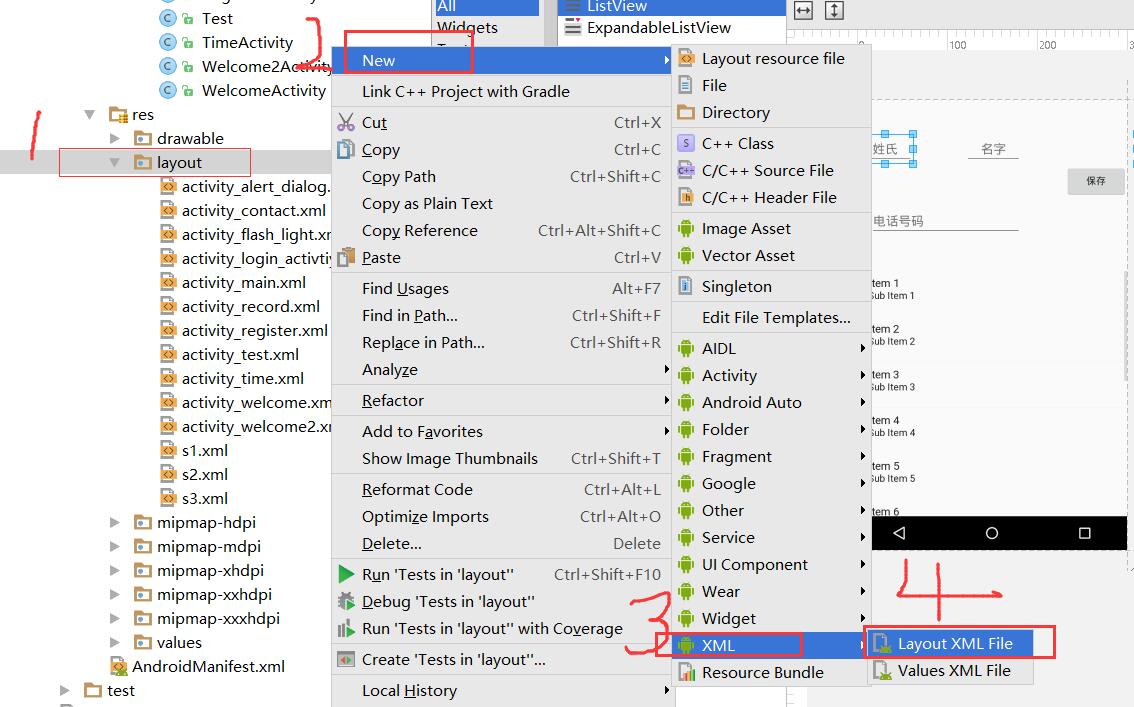 Test
TimeActivity
Welcome2Activity
WelcomeActivity
res
drawable
layout
activity_alert_dialog.
activity_contact.xml
activity_flash_light.xm
activity_login_activtiy
activity_main.xml
activity_record.xml
activity_register.xml
activity_test.xml
activity_time.xml
activity_welcome.xm
activity_welcome2.x
s1.xml
s2.xml
s3.xml
mipmap-hdpi
mipmap-mdpi
mipmap-xhdpi
mipmap-xxhdpi
mipmap-xxxhdpi
values
AndroidManifest.xml
test
1
2
3
4
All
Widgets
ListView
ExpandableListView
New
Link C++ Project with Gradle
Cut Ctrl+X
Copy Ctrl+C
Copy Path Ctrl+Shift+C
Copy as Plain Text
Copy Reference Ctrl+Alt+Shift+C
Paste Ctrl+V
Find Usages Alt+F7
Find in Path... Ctrl+Shift+F
Replace in Path... Ctrl+Shift+R
Analyze
Refactor
Add to Favorites
Show Image Thumbnails Ctrl+Shift+T
Reformat Code Ctrl+Alt+L
Optimize Imports Ctrl+Alt+O
Delete... Delete
Run 'Tests in 'layout'' Ctrl+Shift+F10
Debug 'Tests in 'layout''
Run 'Tests in 'layout'' with Coverage
Create 'Tests in 'layout''...
Local History
Layout resource file
File
Directory
C++ Class
C/C++ Source File
C/C++ Header File
Image Asset
Vector Asset
Singleton
Edit File Templates...
AIDL
Activity
Android Auto
Folder
Fragment
Google
Other
Service
UI Component
Wear
Widget
XML
Resource Bundle
Layout XML File
Values XML File
0 100 200
姓氏 名字
保存
电话号码
Item 1
Sub Item 1
Item 2
Sub Item 2
Item 3
Sub Item 3
Item 4
Sub Item 4
Item 5
Sub Item 5
Item 6